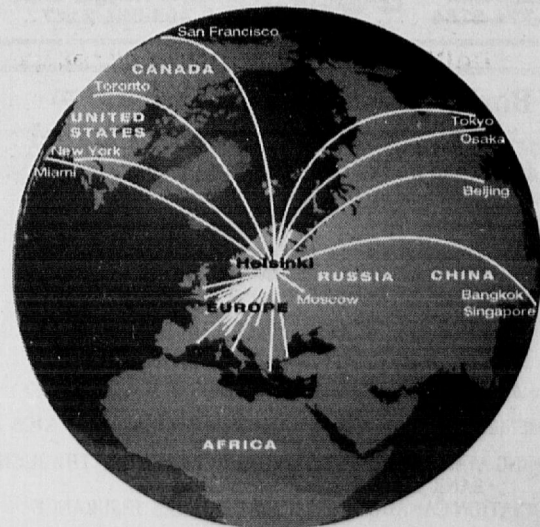 San Francisco
CANADA
Toronto
UNITED
STATES
New York
Miami
Tokyo
Osaka
Beijing
Helsinki
RUSSIA
CHINA
Moscow
Bangkok
Singapore
EUROPE
AFRICA